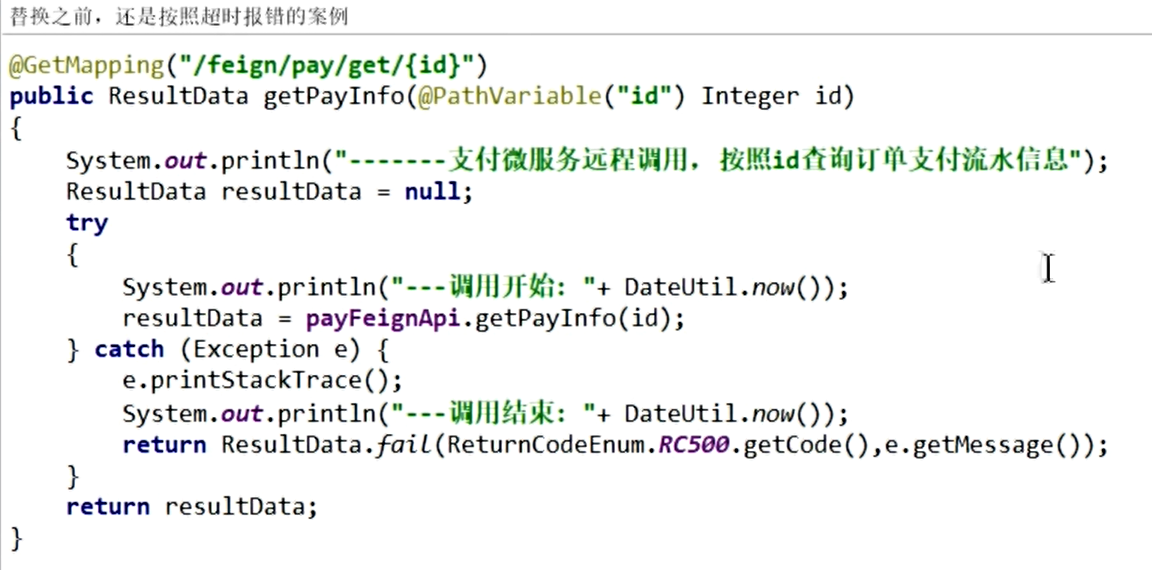 替换之前，还是按照超时报错的案例
@GetMapping("/feign/pay/get/{id}")
public ResultData getPayInfo(@PathVariable("id") Integer id)
{
    System.out.println("-------支付微服务远程调用，按照id查询订单支付流水信息");
    ResultData resultData = null;
    try
    {
        System.out.println("---调用开始: "+ DateUtil.now());
        resultData = payFeignApi.getPayInfo(id);
    } catch (Exception e) {
        e.printStackTrace();
        System.out.println("---调用结束: "+ DateUtil.now());
        return ResultData.fail(ReturnCodeEnum.RC500.getCode(),e.getMessage());
    }
    return resultData;
}